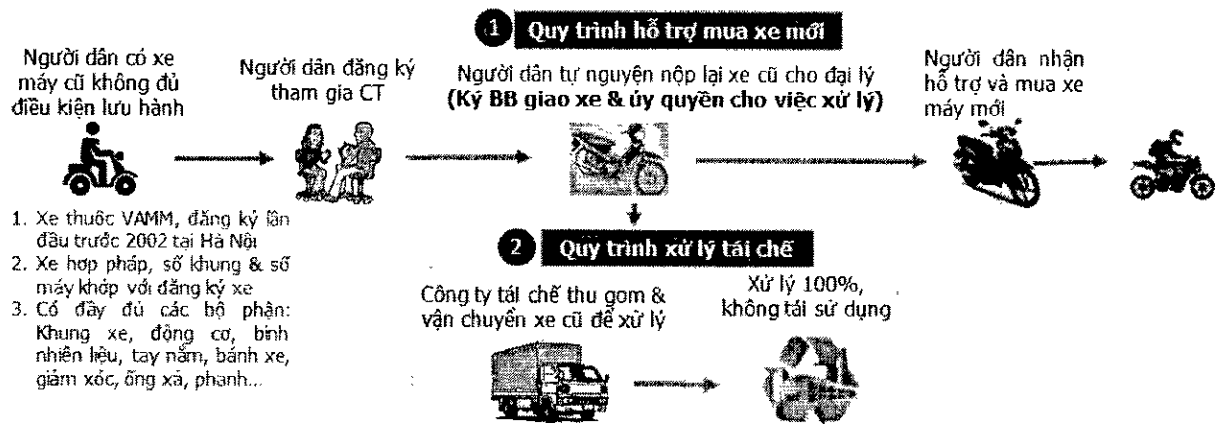 1 Quy trình hỗ trợ mua xe mới
Người dân có xe
máy cũ không đủ
điều kiện lưu hành
Người dân đăng ký
tham gia CT
Người dân tự nguyện nộp lại xe cũ cho đại lý
(Ký BB giao xe & ủy quyền cho việc xử lý)
Người dân nhận
hỗ trợ và mua xe
máy mới
1. Xe thuộc VAMM, đăng ký lần
đầu trước 2002 tại Hà Nội
2. Xe hợp pháp, số khung & số
máy khớp với đăng ký xe
3. Có đầy đủ các bộ phận:
Khung xe, động cơ, bình
nhiên liệu, tay nắm, bánh xe,
giảm xóc, ống xả, phanh...
2 Quy trình xử lý tái chế
Công ty tái chế thu gom &
vận chuyển xe cũ để xử lý
Xử lý 100%,
không tái sử dụng